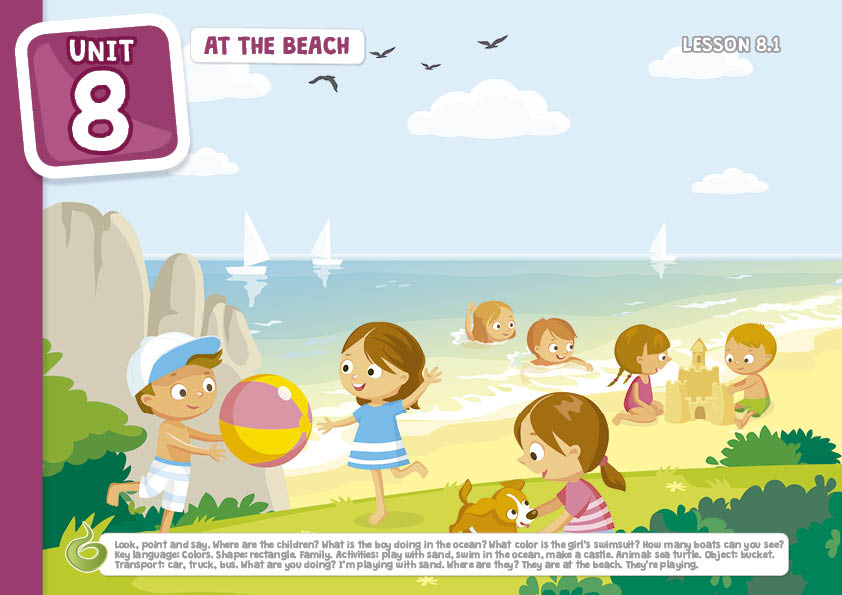 UNIT
8
AT THE BEACH
LESSON 8.1
Look, point and say. Where are the children? What is the boy doing in the ocean? What color is the girl's swimsuit? How many boats can you see?
Key language: Colors. Shape: rectangle. Family. Activities: play with sand, swim in the ocean, make a castle. Animal: sea turtle. Object: bucket.
Transport: car, truck, bus. What are you doing? I'm playing with sand. Where are they? They are at the beach. They're playing.